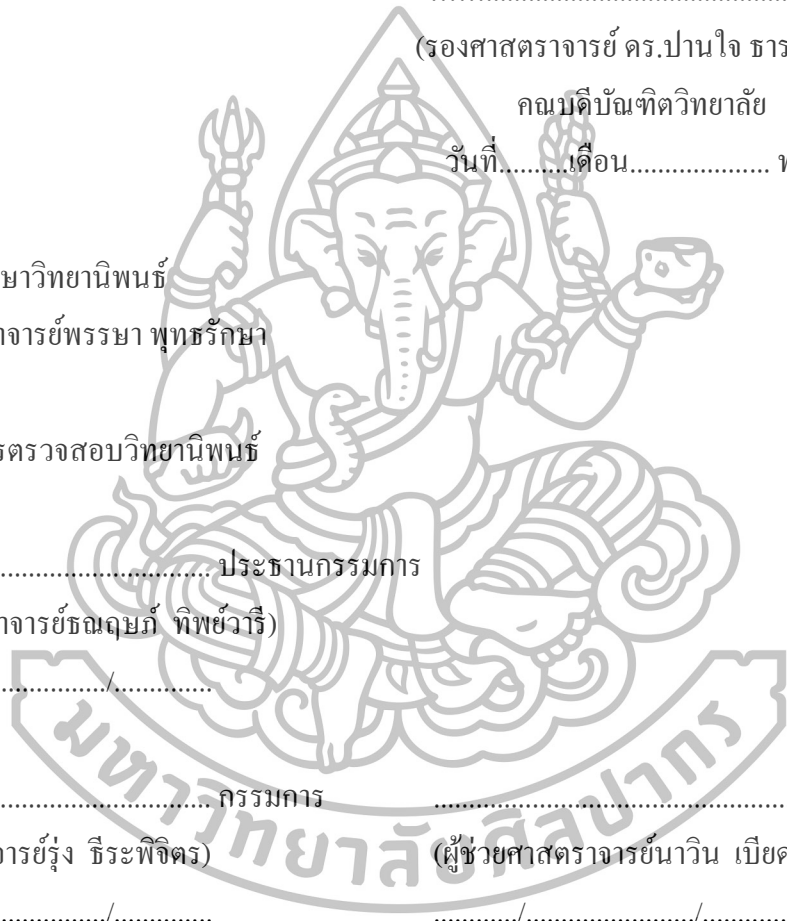 (รองศาสตราจารย์ ดร.ปานใจ ธาร
คณบดีบัณฑิตวิทยาลัย
วันที่..........เดือน.................... พ
ษาวิทยานิพนธ์
าจารย์พรรษา พุทธรักษา
รตรวจสอบวิทยานิพนธ์
.............................. ประธานกรรมการ
าจารย์ธณฤษภ์ ทิพย์วารี)
.............../..............
.............................. กรรมการ
ารย์รุ่ง ธีระพิจิตร)
(ผู้ช่วยศาสตราจารย์นาวิน เบียด
.............../..............
............/......................../............
มหาวิทยาลัยศิลปากร